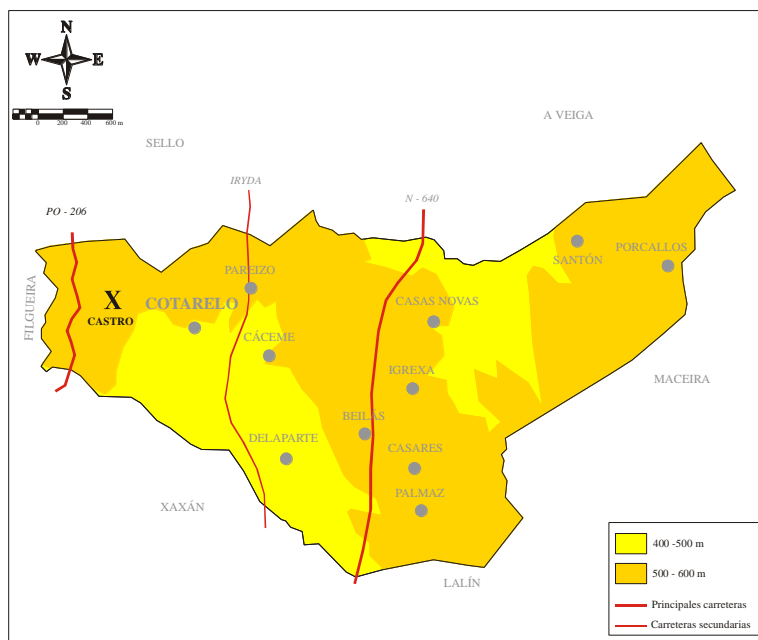 N
W E
S
0 200 400 600 m
A VEIGA
SELLO
IRYDA
N - 640
PO - 206
PORCALLOS
SANTÓN
PAREIZO
FILGUEIRA
X
COTARELO
CASAS NOVAS
CASTRO
CÁCEME
IGREXA
MACEIRA
BEILÁS
DELAPARTE
CASARES
PALMAZ
XAXÁN
LALÍN
400 -500 m
500 - 600 m
Principales carreteras
Carreteras secundarias